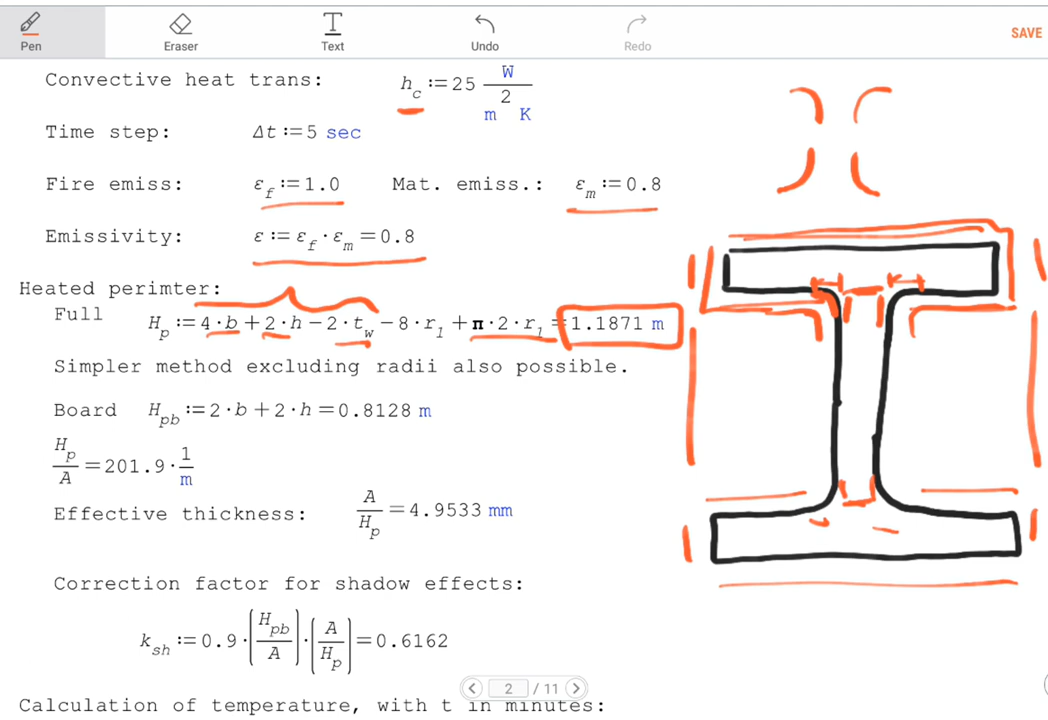 Pen Eraser Text Undo Redo SAVE
Convective heat trans: h_c := 25 W / m^2 K
Time step: Δt := 5 sec
Fire emiss: ε_f := 1.0 Mat. emiss.: ε_m := 0.8
Emissivity: ε := ε_f · ε_m = 0.8
Heated perimter:
Full H_p := 4·b + 2·h − 2·t_w − 8·r_1 + π·2·r_1 = 1.1871 m
Simpler method excluding radii also possible.
Board H_pb := 2·b + 2·h = 0.8128 m
H_p / A = 201.9 · 1 / m
Effective thickness: A / H_p = 4.9533 mm
Correction factor for shadow effects:
k_sh := 0.9 · (H_pb / A) · (A / H_p) = 0.6162
2 / 11
Calculation of temperature, with t in minutes: